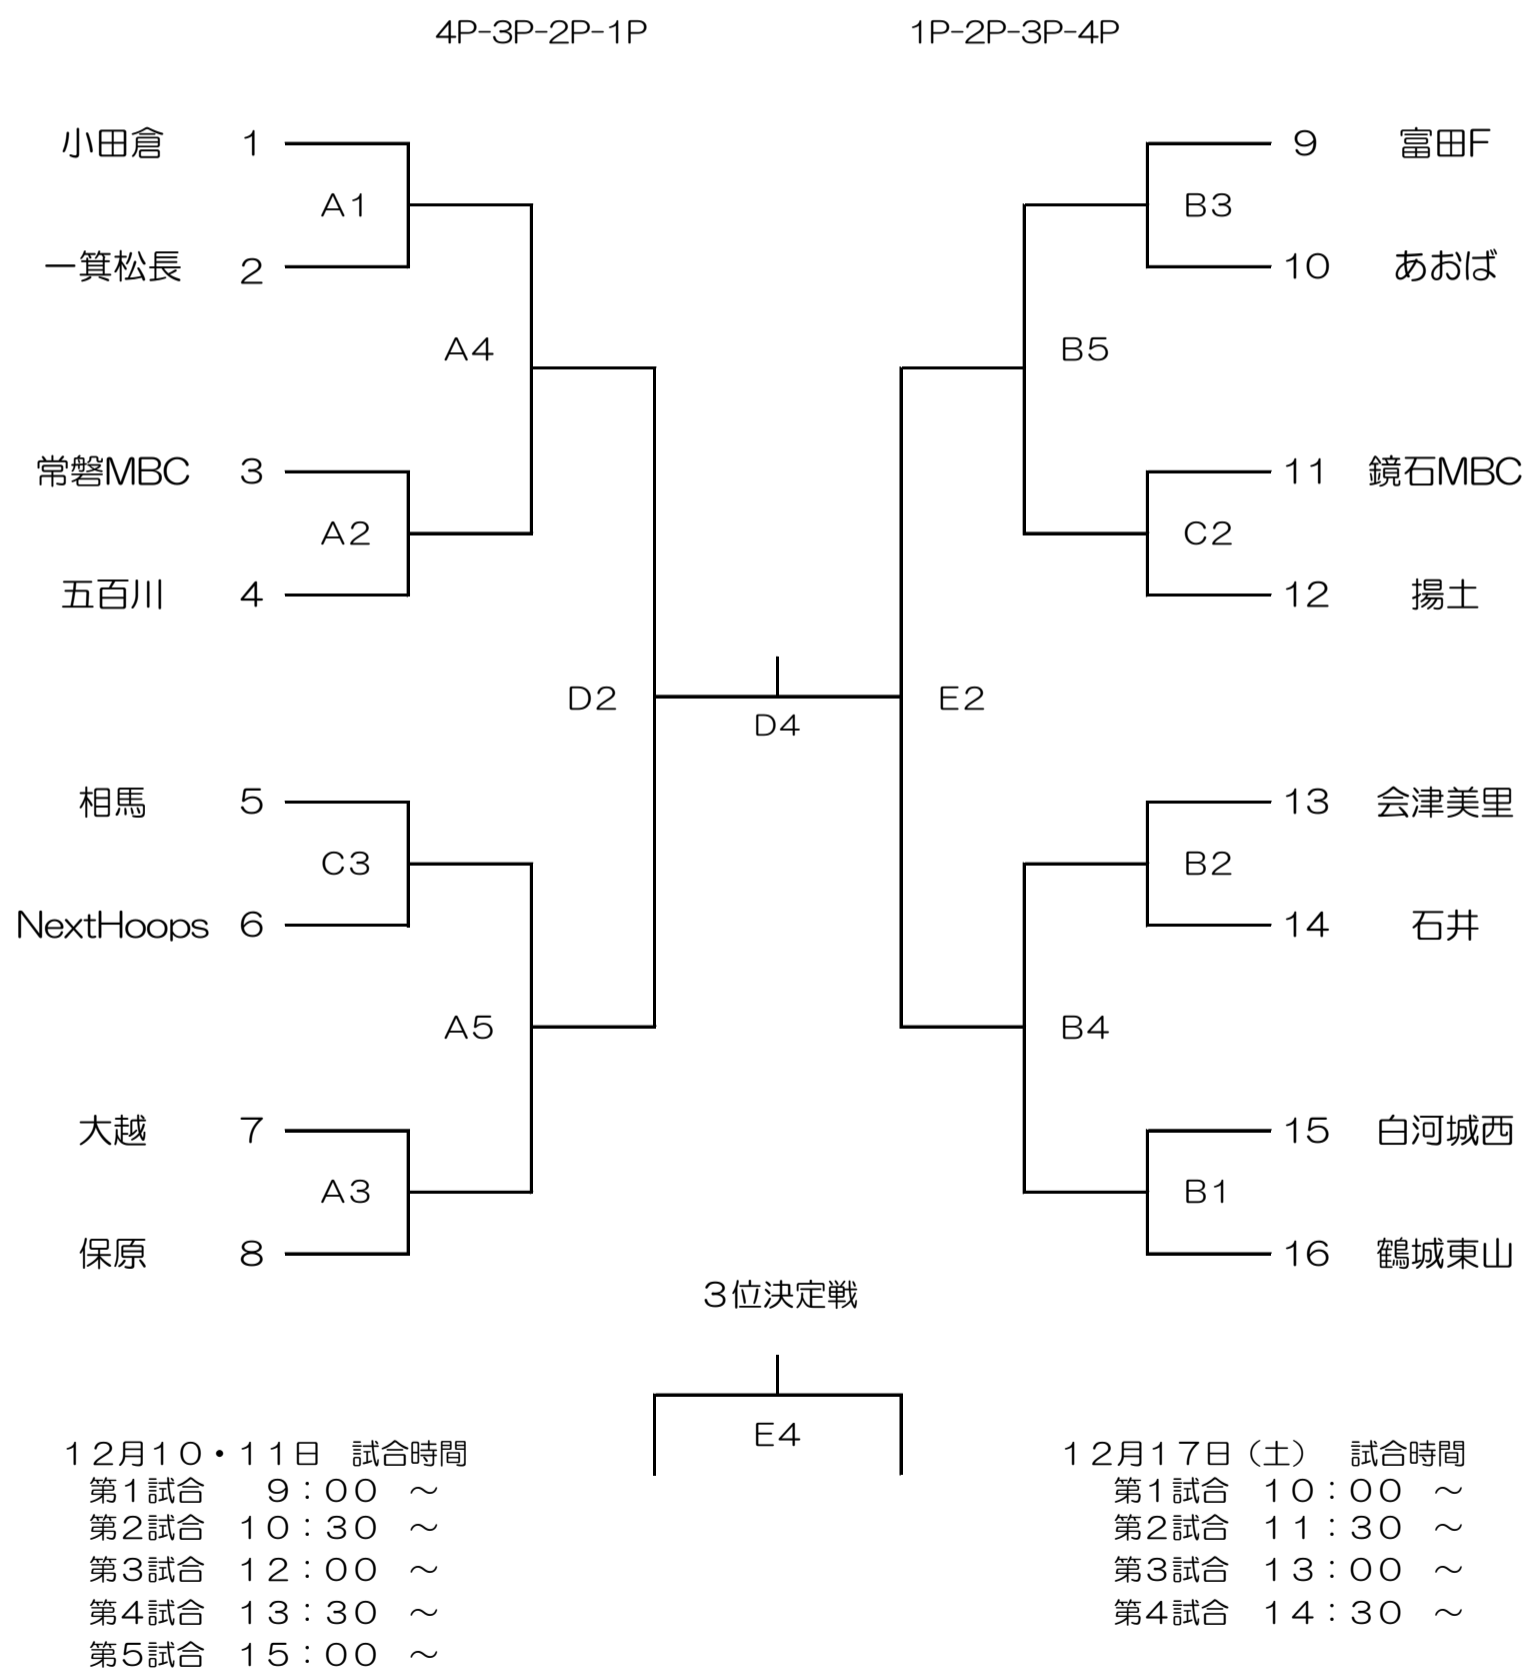 4P-3P-2P-1P 1P-2P-3P-4P
小田倉 1 9 富田F
A1 B3
一箕松長 2 10 あおば
A4 B5
常磐MBC 3 11 鏡石MBC
A2 C2
五百川 4 12 揚土
D2 E2
D4
相馬 5 13 会津美里
C3 B2
NextHoops 6 14 石井
A5 B4
大越 7 15 白河城西
A3 B1
保原 8 16 鶴城東山
３位決定戦
E4
１２月１０・１１日　試合時間
第１試合　９：００　～
第２試合　１０：３０　～
第３試合　１２：００　～
第４試合　１３：３０　～
第５試合　１５：００　～
１２月１７日（土）　試合時間
第１試合　１０：００　～
第２試合　１１：３０　～
第３試合　１３：００　～
第４試合　１４：３０　～